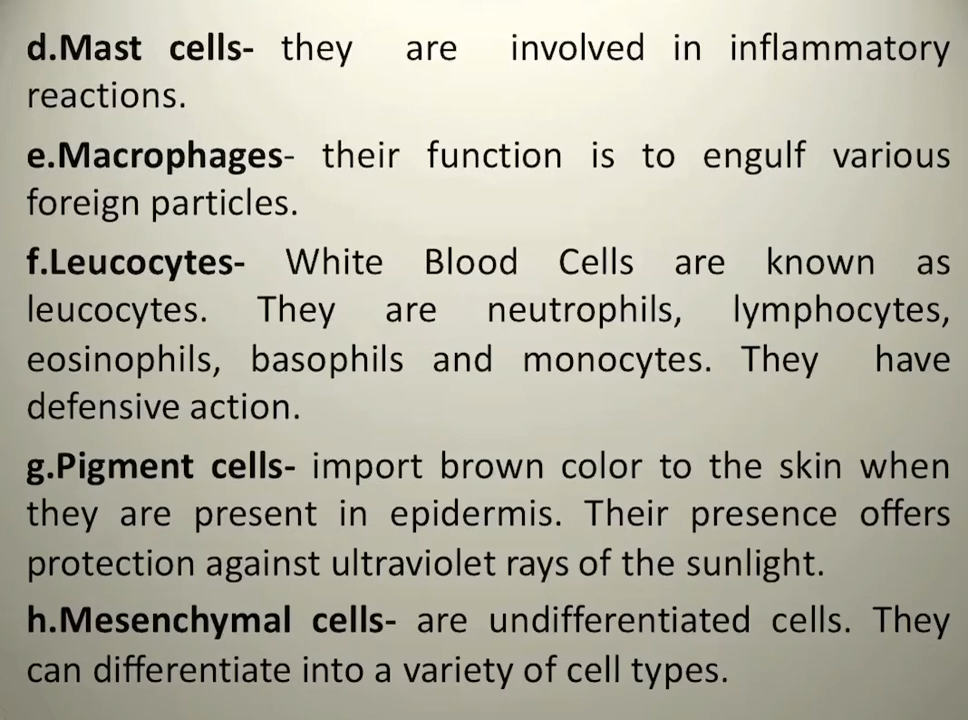 d.Mast cells- they are involved in inflammatory
reactions.
e.Macrophages- their function is to engulf various
foreign particles.
f.Leucocytes- White Blood Cells are known as
leucocytes. They are neutrophils, lymphocytes,
eosinophils, basophils and monocytes. They have
defensive action.
g.Pigment cells- import brown color to the skin when
they are present in epidermis. Their presence offers
protection against ultraviolet rays of the sunlight.
h.Mesenchymal cells- are undifferentiated cells. They
can differentiate into a variety of cell types.